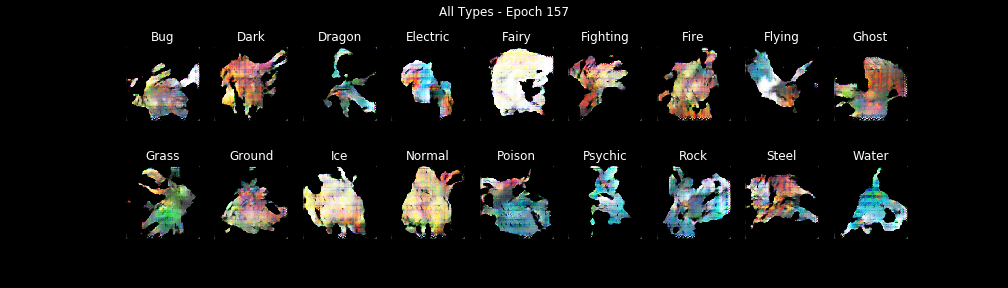 All Types - Epoch 157
Bug Dark Dragon Electric Fairy Fighting Fire Flying Ghost
Grass Ground Ice Normal Poison Psychic Rock Steel Water